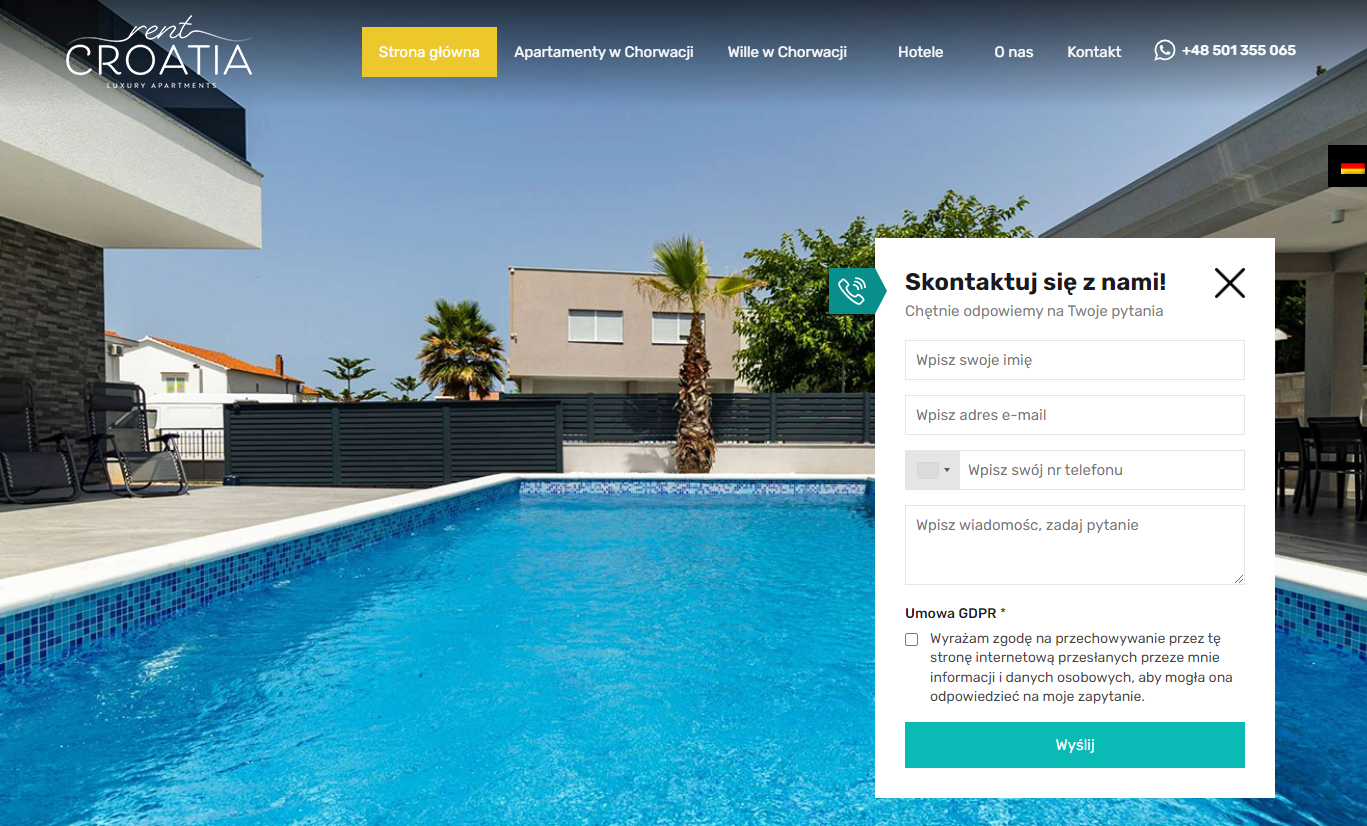 rent
CROATIA
LUXURY APARTMENTS
Strona główna
Apartamenty w Chorwacji
Wille w Chorwacji
Hotele
O nas
Kontakt
+48 501 355 065
Skontaktuj się z nami!
Chętnie odpowiemy na Twoje pytania
Wpisz swoje imię
Wpisz adres e-mail
Wpisz swój nr telefonu
Wpisz wiadomośc, zadaj pytanie
Umowa GDPR *
Wyrażam zgodę na przechowywanie przez tę
stronę internetową przesłanych przeze mnie
informacji i danych osobowych, aby mogła ona
odpowiedzieć na moje zapytanie.
Wyślij